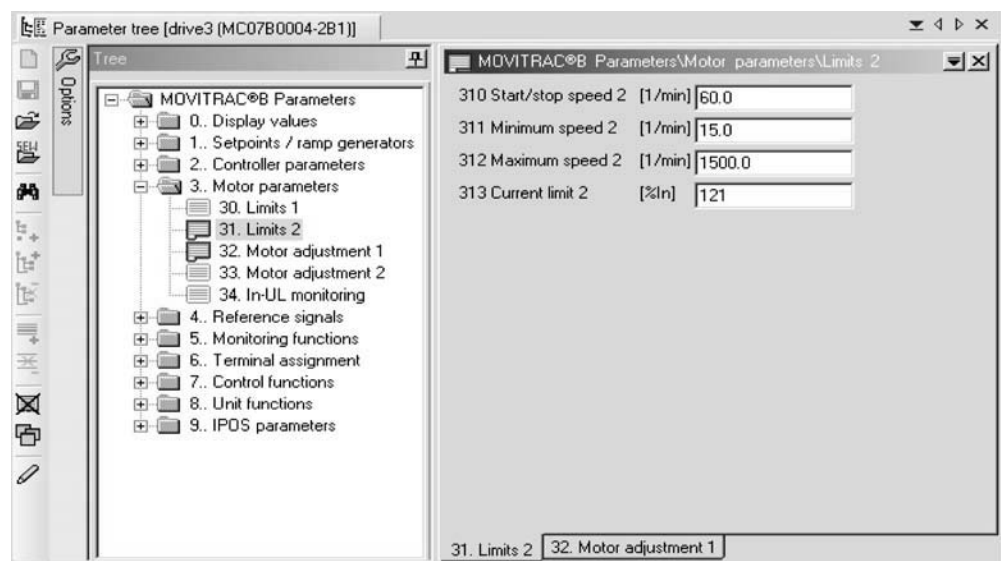 Parameter tree [drive3 (MC07B0004-2B1)]
Options
SEW
Tree
MOVITRAC®B Parameters
0.. Display values
1.. Setpoints / ramp generators
2.. Controller parameters
3.. Motor parameters
30. Limits 1
31. Limits 2
32. Motor adjustment 1
33. Motor adjustment 2
34. In-UL monitoring
4.. Reference signals
5.. Monitoring functions
6.. Terminal assignment
7.. Control functions
8.. Unit functions
9.. IPOS parameters
MOVITRAC®B Parameters\Motor parameters\Limits 2
310 Start/stop speed 2 [1/min] 60.0
311 Minimum speed 2 [1/min] 15.0
312 Maximum speed 2 [1/min] 1500.0
313 Current limit 2 [%In] 121
31. Limits 2 32. Motor adjustment 1